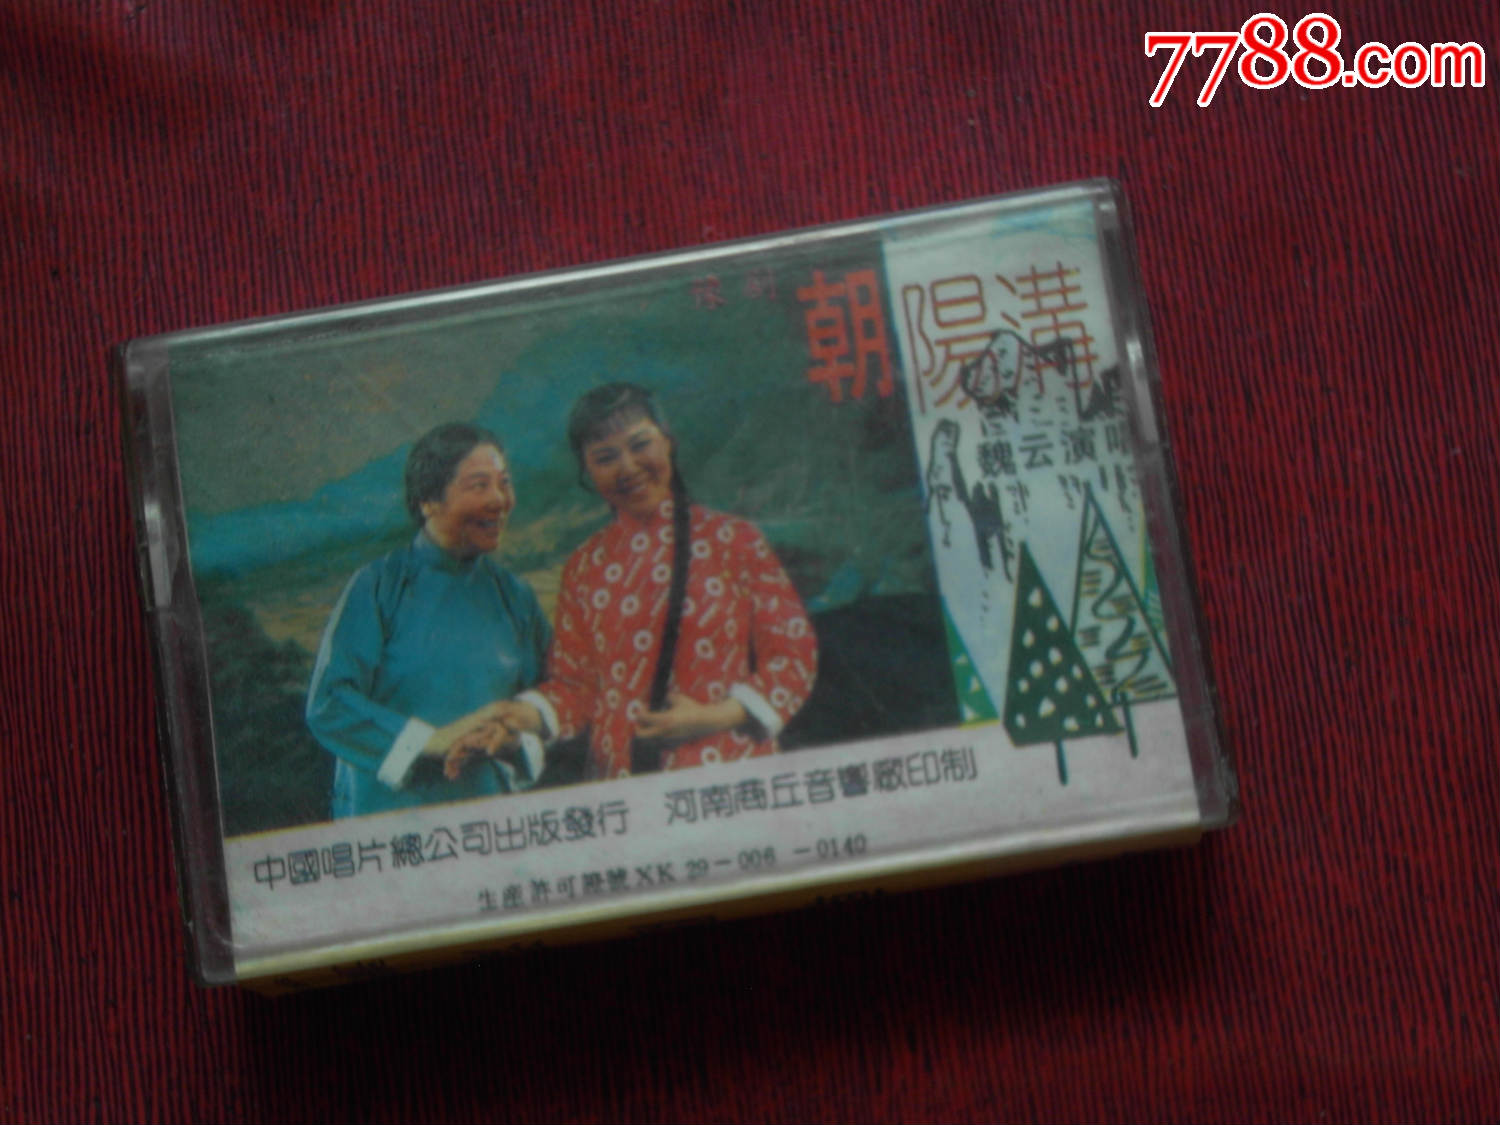 7788.com
豫劇
朝陽溝
魏云演唱
中國唱片總公司出版發行 河南商丘音響廠印制
生産許可證號XK 29－006 －0140